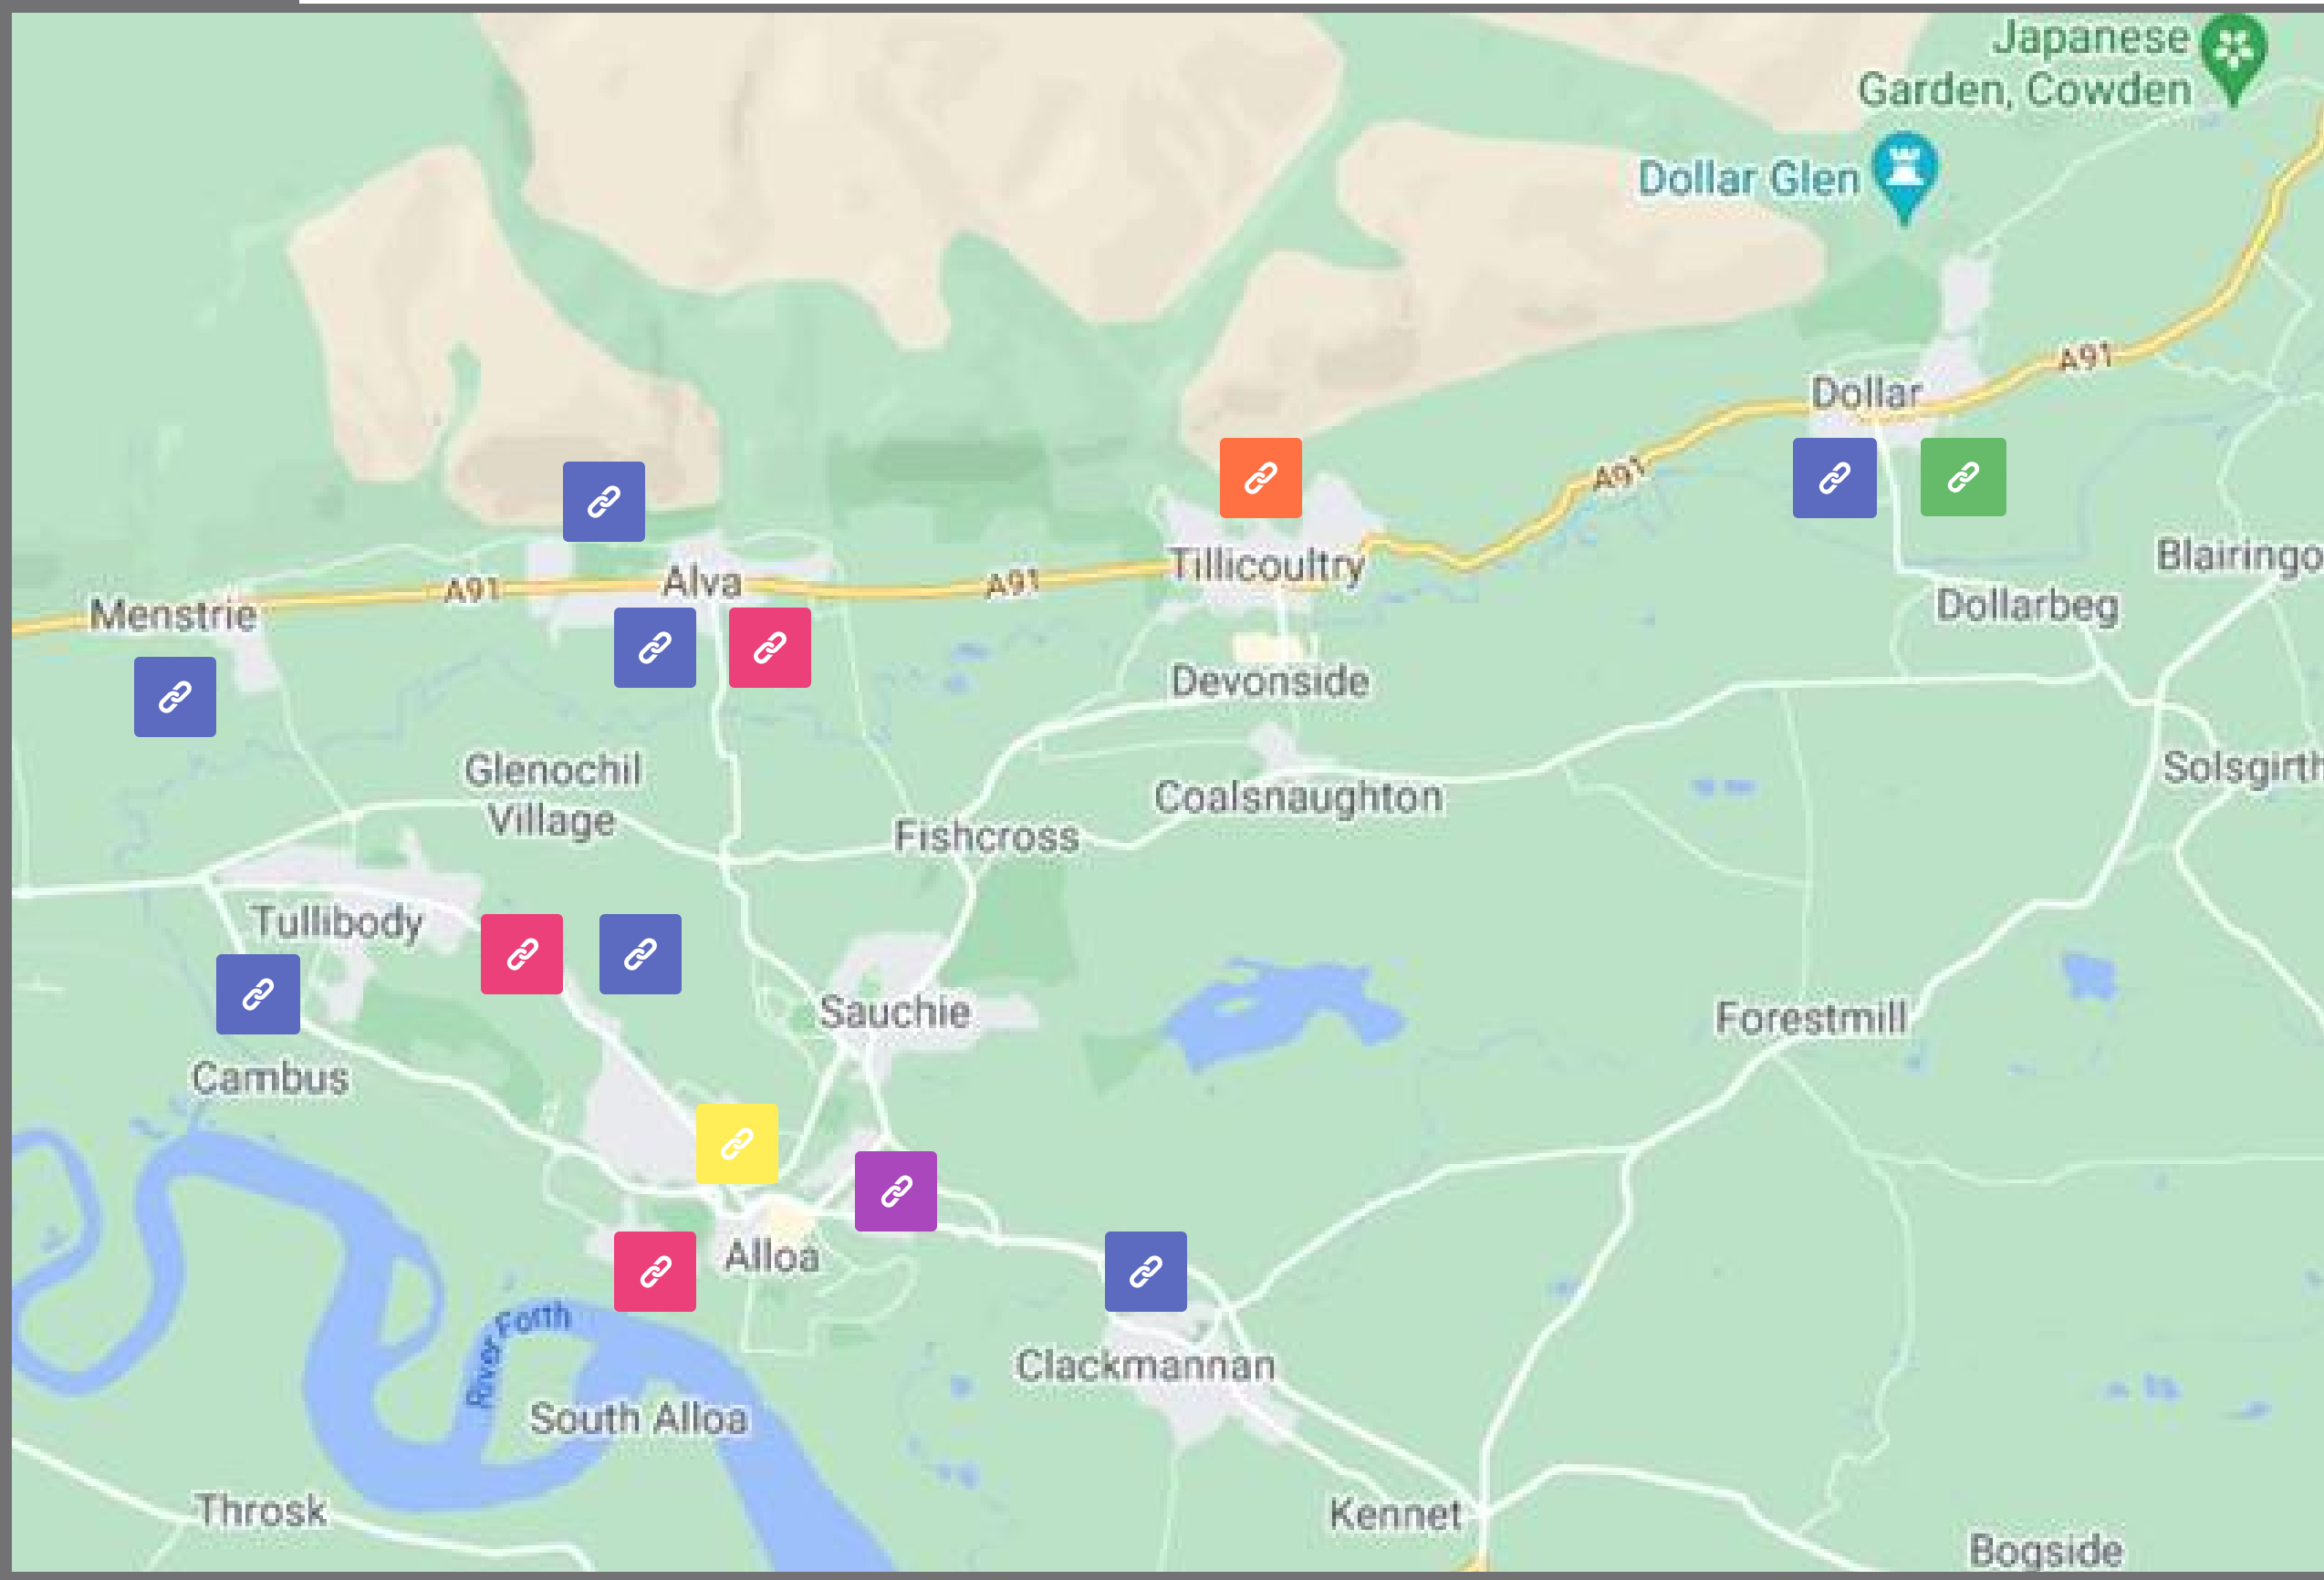 Japanese
Garden, Cowden
Dollar Glen
A91
Dollar
A91
Blairingo
Tillicoultry
A91
A91
Alva
Menstrie
Dollarbeg
Devonside
Glenochil
Village
Solsgirth
Coalsnaughton
Fishcross
Tullibody
Sauchie
Forestmill
Cambus
Alloa
River Forth
Clackmannan
South Alloa
Throsk
Kennet
Bogside